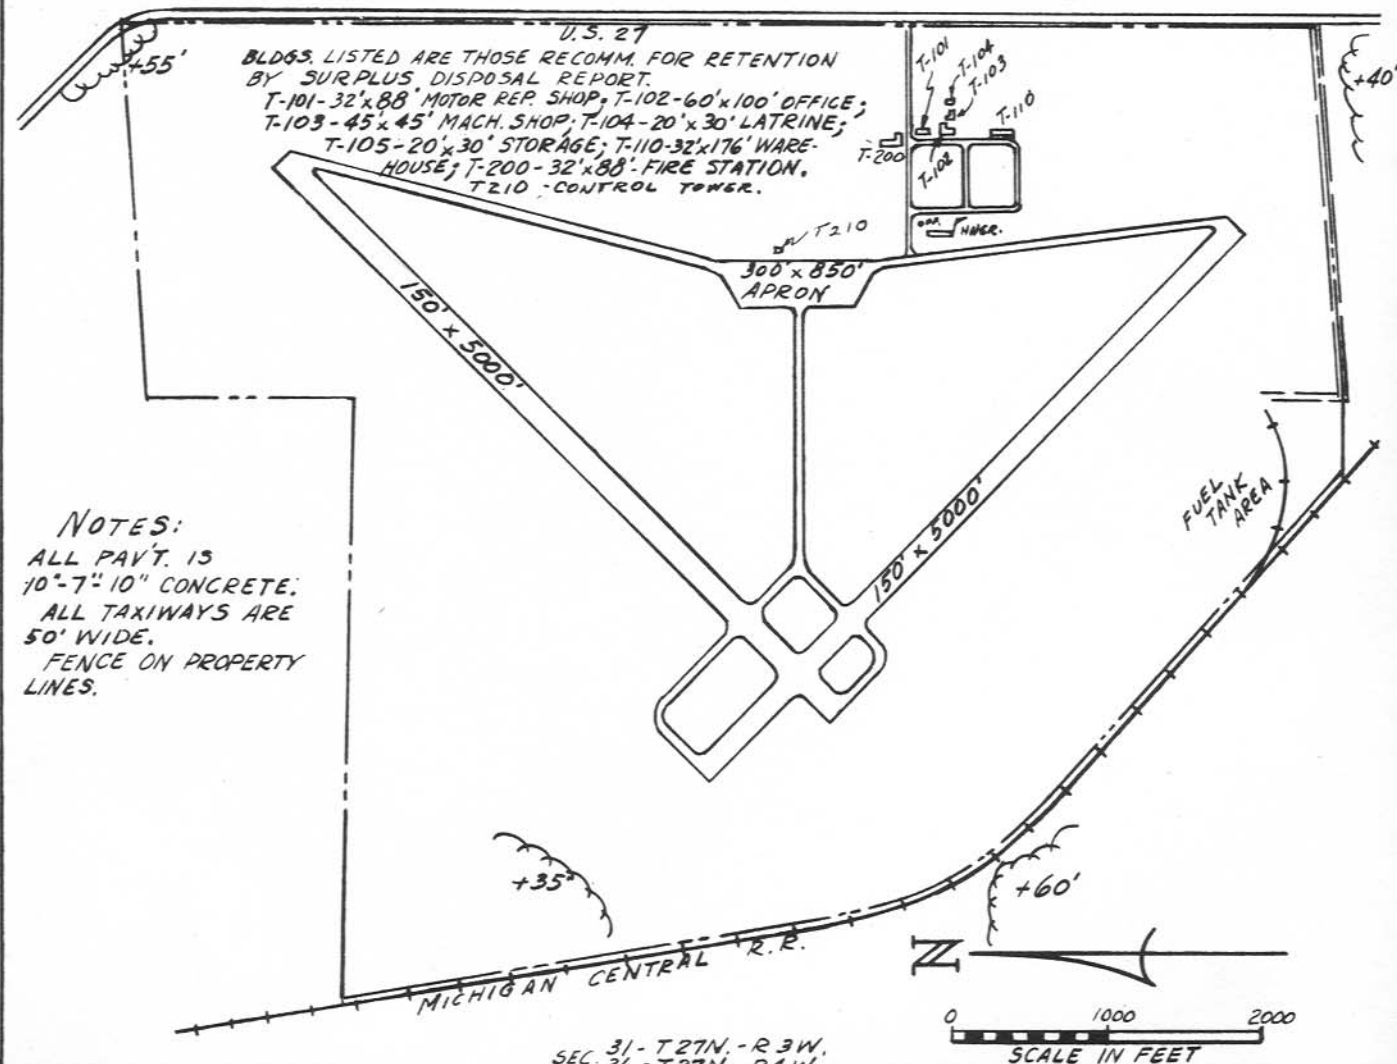 U.S. 27
BLDGS. LISTED ARE THOSE RECOMM. FOR RETENTION
BY SURPLUS DISPOSAL REPORT.
T-101-32'x88' MOTOR REP. SHOP; T-102-60'x100' OFFICE;
T-103-45'x45' MACH. SHOP; T-104-20'x30' LATRINE;
T-105-20'x30' STORAGE; T-110-32'x176' WARE-
HOUSE; T-200-32'x88'-FIRE STATION.
T210-CONTROL TOWER.
+55'
T-101
T-104
T-103
T-110
+40'
T-200
T-102
HNGR.
T210
300' x 850'
APRON
150' x 5000'
150' x 5000'
FUEL
TANK
AREA
NOTES:
ALL PAV'T. IS
10"-7"-10" CONCRETE.
ALL TAXIWAYS ARE
50' WIDE.
FENCE ON PROPERTY
LINES.
+35'
+60'
MICHIGAN CENTRAL R.R.
N
0 1000 2000
SCALE IN FEET
31-T27N.-R3W.
SEC.